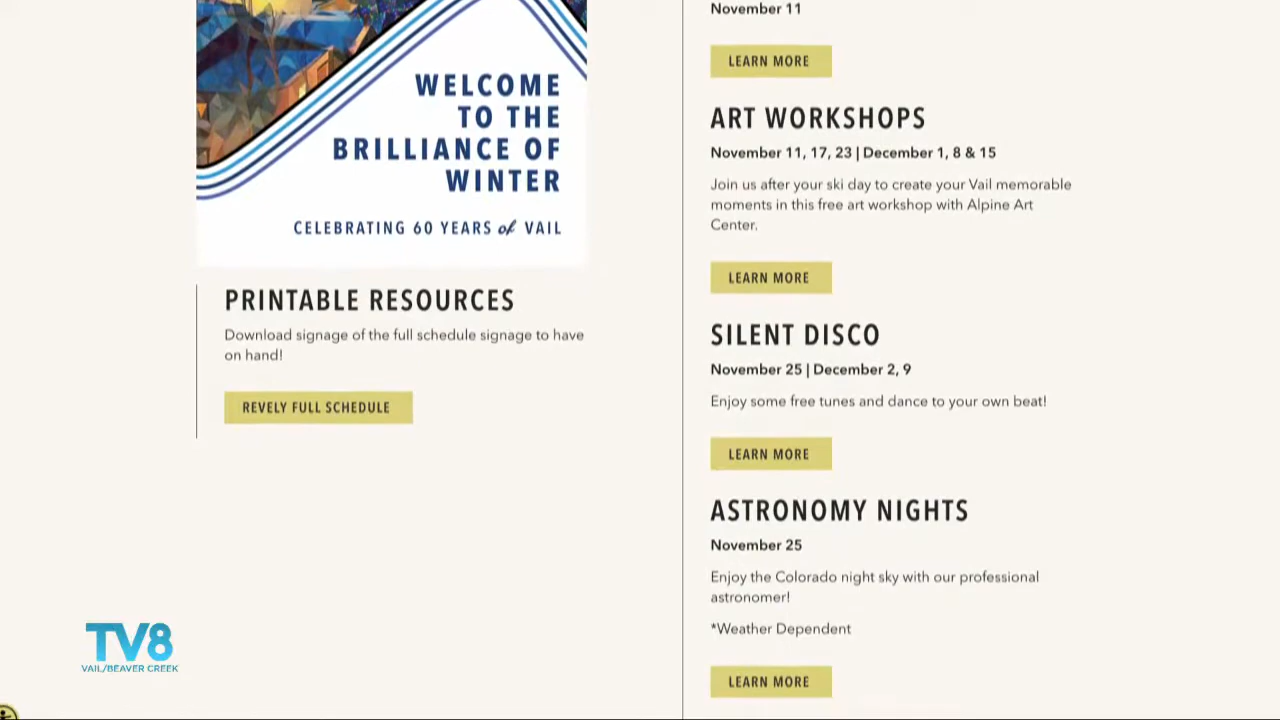 WELCOME
TO THE
BRILLIANCE OF
WINTER
CELEBRATING 60 YEARS of VAIL
PRINTABLE RESOURCES
Download signage of the full schedule signage to have
on hand!
REVELY FULL SCHEDULE
November 11
LEARN MORE
ART WORKSHOPS
November 11, 17, 23 | December 1, 8 & 15
Join us after your ski day to create your Vail memorable
moments in this free art workshop with Alpine Art
Center.
LEARN MORE
SILENT DISCO
November 25 | December 2, 9
Enjoy some free tunes and dance to your own beat!
LEARN MORE
ASTRONOMY NIGHTS
November 25
Enjoy the Colorado night sky with our professional
astronomer!
*Weather Dependent
LEARN MORE
TV8
VAIL/BEAVER CREEK